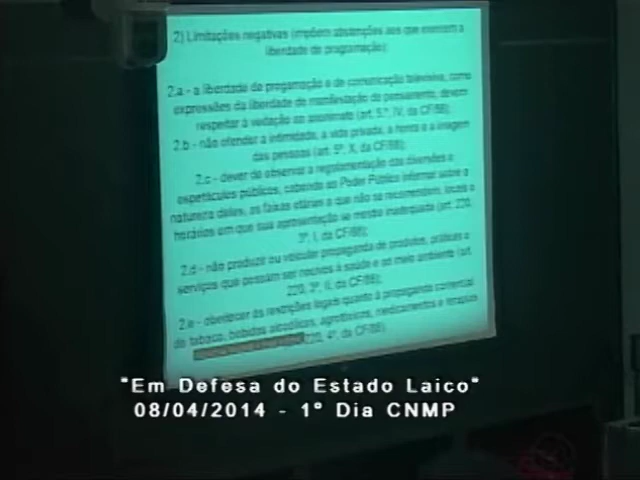 2) Limitações negativas (impõem abstenções aos que exercem a
liberdade de programação):
2.a - a liberdade de progamação e de comunicação televisiva, como
expressões da liberdade de manifestação do pensamento, devem
respeitar à vedação ao anonimato (art. 5.º, IV, da CF/88);
2.b - não ofender a intimidade, a vida privada, a honra e a imagem
das pessoas (art. 5º, X, da CF/88);
2.c - dever de observar a regulamentação das diversões e
espetáculos públicos, cabendo ao Poder Público informar sobre a
natureza deles, as faixas etárias a que não se recomendem, locais e
horários em que sua apresentação se mostre inadequada (art. 220,
3º, I, da CF/88);
2.d - não produzir ou veicular propaganda de produtos, práticas e
serviços que possam ser nocivos à saúde e ao meio ambiente (art.
220, 3º, II, da CF/88);
2.e - obedecer as restrições legais quanto à propaganda comercial
de tabaco, bebidas alcoólicas, agrotóxicos, medicamentos e terapias
220, 4º, da CF/88).
"Em Defesa do Estado Laico"
08/04/2014 - 1º Dia CNMP